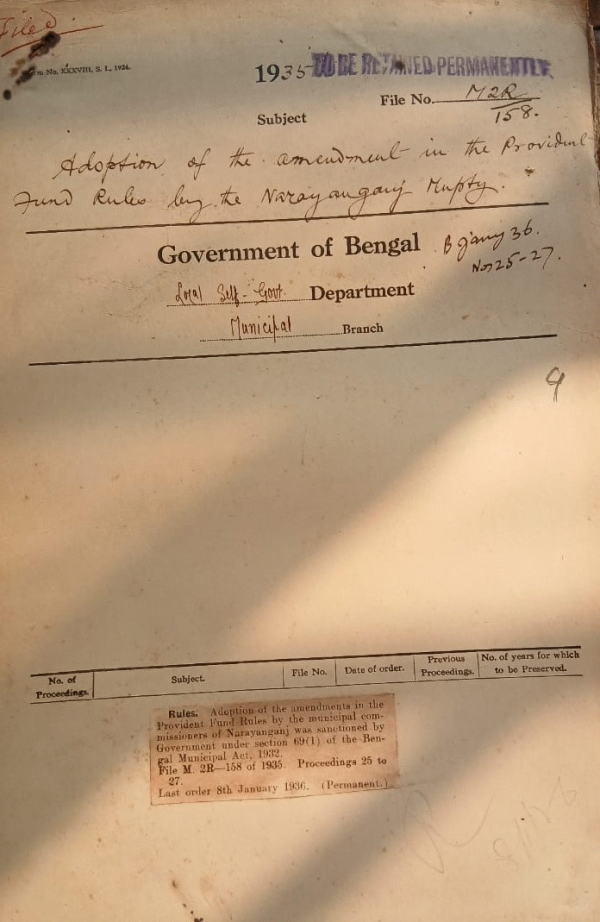 Filed.
Form No. XXXVIII, S. L., 1924.
1935 TO BE RETAINED PERMANENTLY.
File No. M2R
158.
Subject
Adoption of the amendment in the Provident
Fund Rules by the Narayanganj Mupty.
Government of Bengal B Jany 36.
Nos 25-27.
Local Self-Govt. Department
Municipal Branch
9
No. of Proceedings. Subject. File No. Date of order. Previous Proceedings. No. of years for which to be Preserved.
Rules. Adoption of the amendments in the
Provident Fund Rules by the municipal com-
missioners of Narayanganj was sanctioned by
Government under section 69(1) of the Ben-
gal Municipal Act, 1932.
File M. 2R—158 of 1935. Proceedings 25 to
27.
Last order 8th January 1936. (Permanent.)